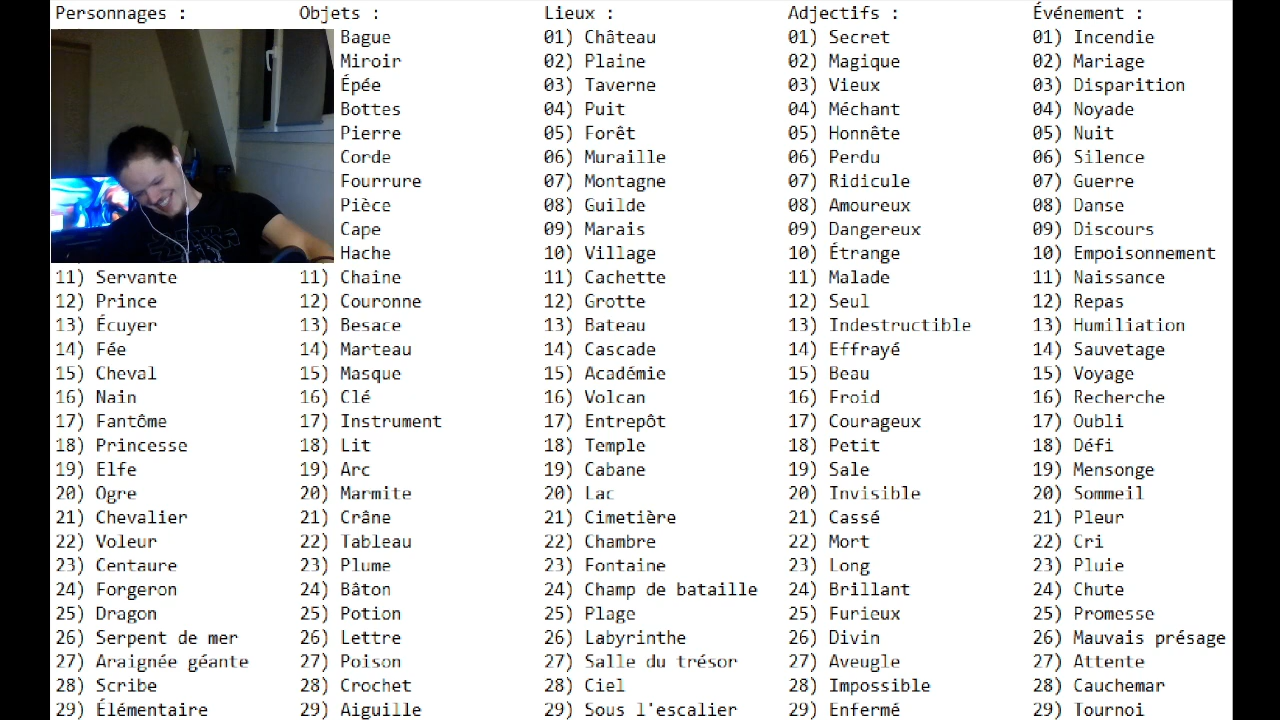 Personnages : Objets : Lieux : Adjectifs : Événement :
Bague 01) Château 01) Secret 01) Incendie
Miroir 02) Plaine 02) Magique 02) Mariage
Épée 03) Taverne 03) Vieux 03) Disparition
Bottes 04) Puit 04) Méchant 04) Noyade
Pierre 05) Forêt 05) Honnête 05) Nuit
Corde 06) Muraille 06) Perdu 06) Silence
Fourrure 07) Montagne 07) Ridicule 07) Guerre
Pièce 08) Guilde 08) Amoureux 08) Danse
Cape 09) Marais 09) Dangereux 09) Discours
Hache 10) Village 10) Étrange 10) Empoisonnement
11) Servante 11) Chaine 11) Cachette 11) Malade 11) Naissance
12) Prince 12) Couronne 12) Grotte 12) Seul 12) Repas
13) Écuyer 13) Besace 13) Bateau 13) Indestructible 13) Humiliation
14) Fée 14) Marteau 14) Cascade 14) Effrayé 14) Sauvetage
15) Cheval 15) Masque 15) Académie 15) Beau 15) Voyage
16) Nain 16) Clé 16) Volcan 16) Froid 16) Recherche
17) Fantôme 17) Instrument 17) Entrepôt 17) Courageux 17) Oubli
18) Princesse 18) Lit 18) Temple 18) Petit 18) Défi
19) Elfe 19) Arc 19) Cabane 19) Sale 19) Mensonge
20) Ogre 20) Marmite 20) Lac 20) Invisible 20) Sommeil
21) Chevalier 21) Crâne 21) Cimetière 21) Cassé 21) Pleur
22) Voleur 22) Tableau 22) Chambre 22) Mort 22) Cri
23) Centaure 23) Plume 23) Fontaine 23) Long 23) Pluie
24) Forgeron 24) Bâton 24) Champ de bataille 24) Brillant 24) Chute
25) Dragon 25) Potion 25) Plage 25) Furieux 25) Promesse
26) Serpent de mer 26) Lettre 26) Labyrinthe 26) Divin 26) Mauvais présage
27) Araignée géante 27) Poison 27) Salle du trésor 27) Aveugle 27) Attente
28) Scribe 28) Crochet 28) Ciel 28) Impossible 28) Cauchemar
29) Élémentaire 29) Aiguille 29) Sous l'escalier 29) Enfermé 29) Tournoi